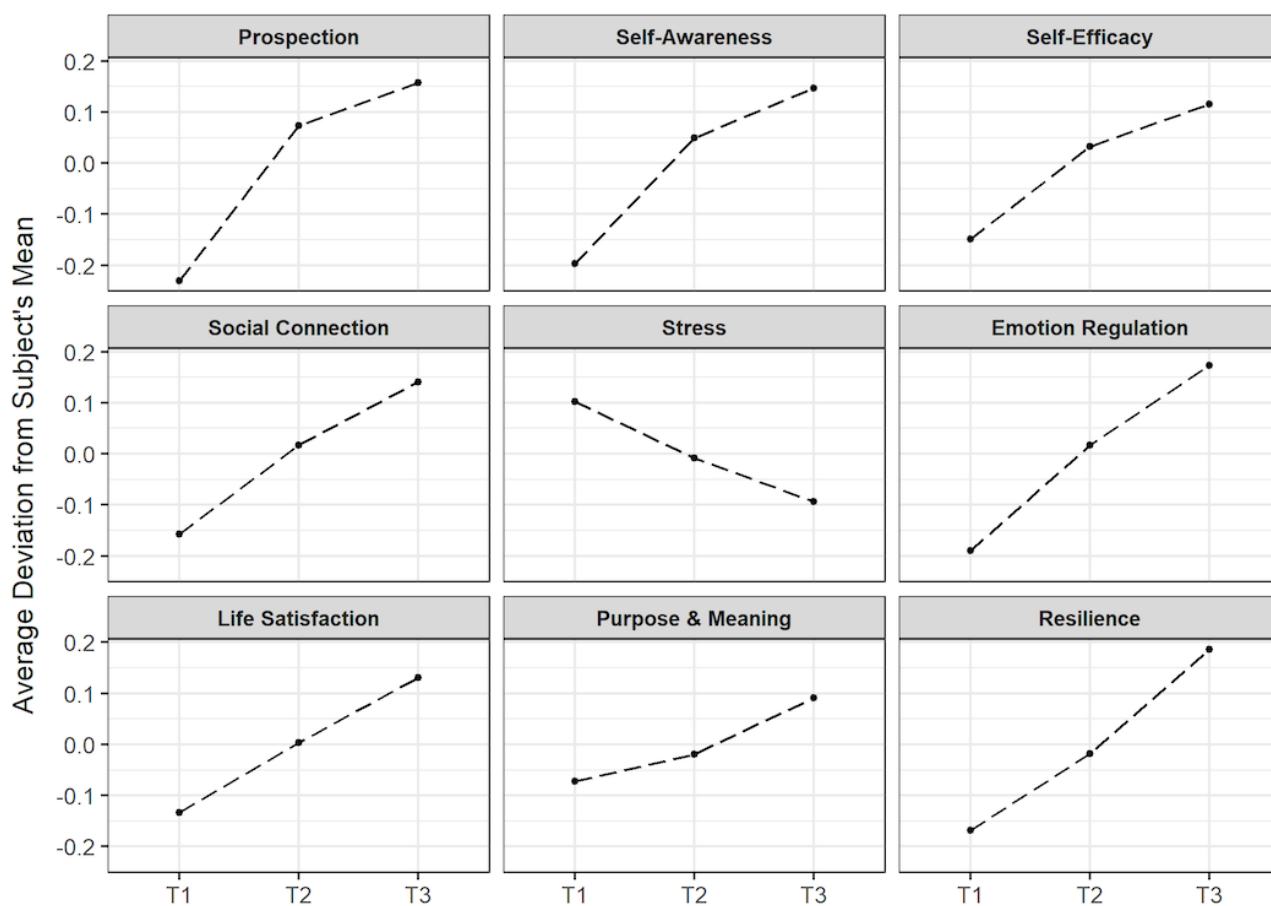 Average Deviation from Subject's Mean
Prospection
Self-Awareness
Self-Efficacy
0.2
0.1
0.0
-0.1
-0.2
Social Connection
Stress
Emotion Regulation
0.2
0.1
0.0
-0.1
-0.2
Life Satisfaction
Purpose & Meaning
Resilience
0.2
0.1
0.0
-0.1
-0.2
T1 T2 T3
T1 T2 T3
T1 T2 T3